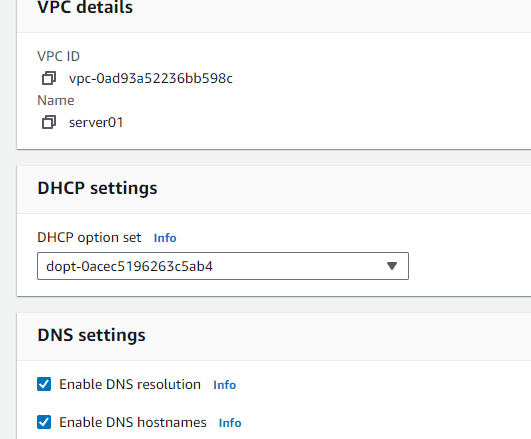 VPC details
VPC ID
vpc-0ad93a52236bb598c
Name
server01
DHCP settings
DHCP option set Info
dopt-0acec5196263c5ab4
DNS settings
Enable DNS resolution Info
Enable DNS hostnames Info